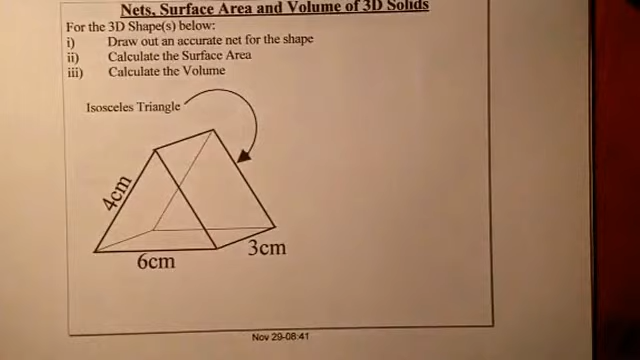 Nets, Surface Area and Volume of 3D Solids
For the 3D Shape(s) below:
i) Draw out an accurate net for the shape
ii) Calculate the Surface Area
iii) Calculate the Volume
Isosceles Triangle
4cm
6cm
3cm
Nov 29-08:41